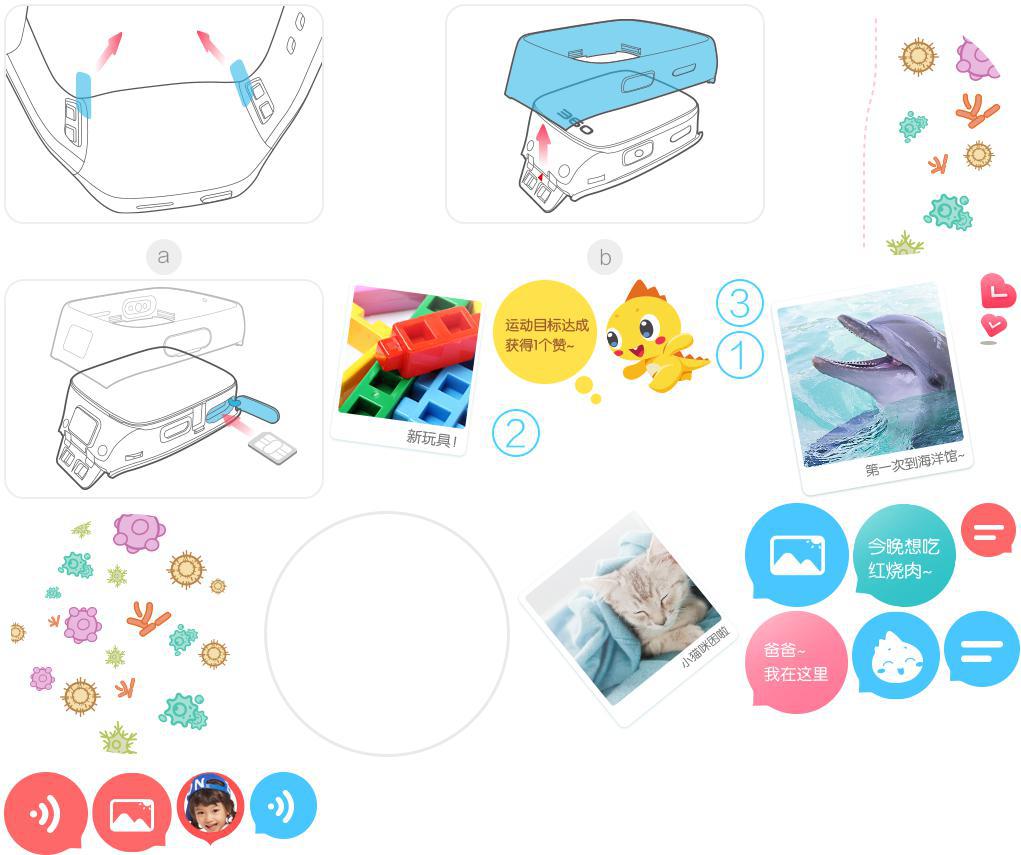 360
a
b
运动目标达成
获得1个赞~
3
1
新玩具!
2
第一次到海洋馆~
小猫咪困啦
今晚想吃
红烧肉~
爸爸~
我在这里
N